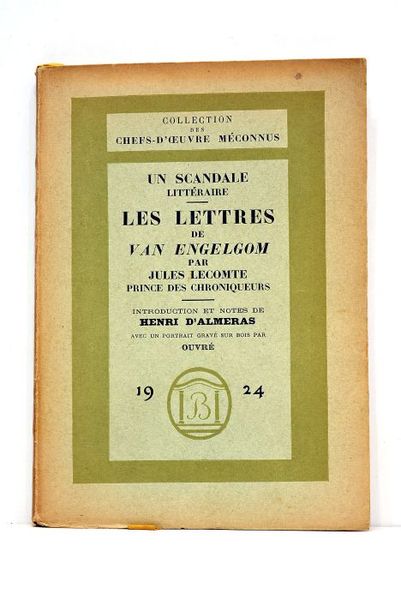 COLLECTION
DES
CHEFS-D'ŒUVRE MÉCONNUS
UN SCANDALE
LITTÉRAIRE
LES LETTRES
DE
VAN ENGELGOM
PAR
JULES LECOMTE
PRINCE DES CHRONIQUEURS
INTRODUCTION ET NOTES DE
HENRI D'ALMERAS
AVEC UN PORTRAIT GRAVÉ SUR BOIS PAR
OUVRÉ
19 B 24